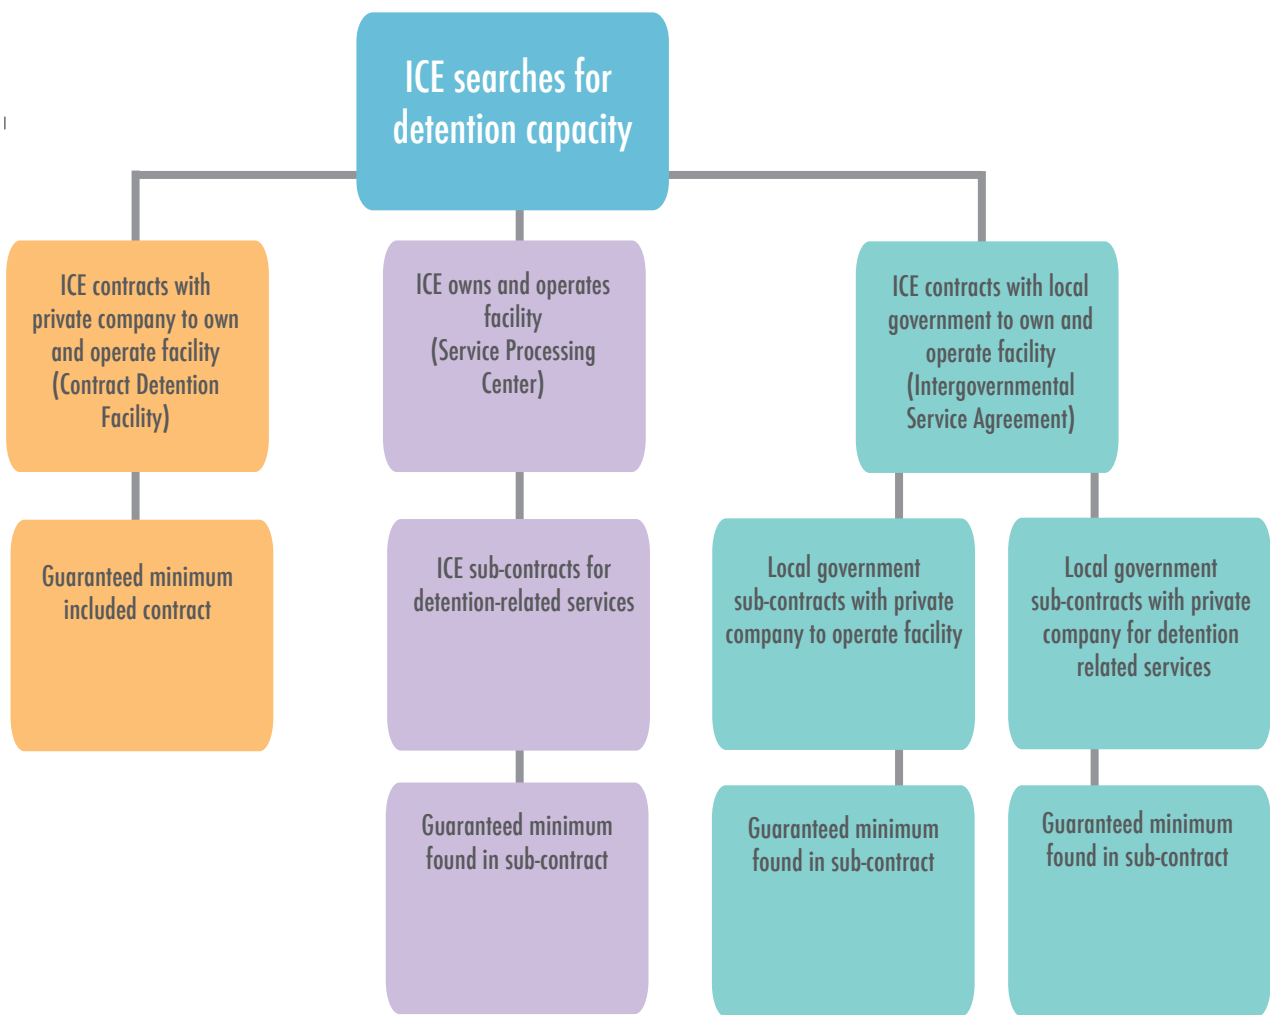 ICE searches for
detention capacity
ICE contracts with
private company to own
and operate facility
(Contract Detention
Facility)
ICE owns and operates
facility
(Service Processing
Center)
ICE contracts with local
government to own and
operate facility
(Intergovernmental
Service Agreement)
Guaranteed minimum
included contract
ICE sub-contracts for
detention-related services
Local government
sub-contracts with private
company to operate facility
Local government
sub-contracts with private
company for detention
related services
Guaranteed minimum
found in sub-contract
Guaranteed minimum
found in sub-contract
Guaranteed minimum
found in sub-contract